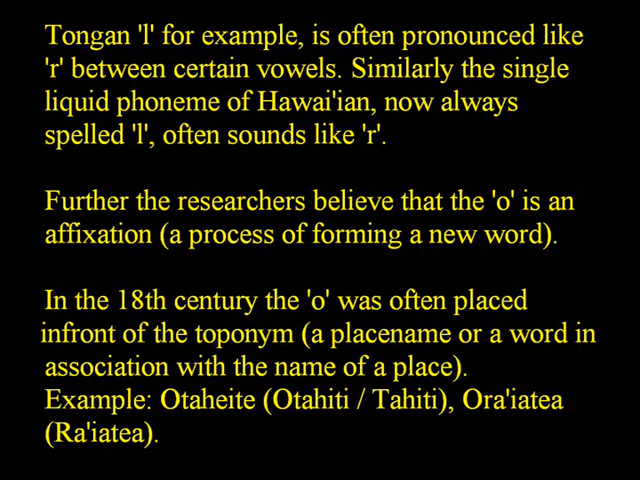 Tongan 'l' for example, is often pronounced like
'r' between certain vowels. Similarly the single
liquid phoneme of Hawai'ian, now always
spelled 'l', often sounds like 'r'.
Further the researchers believe that the 'o' is an
affixation (a process of forming a new word).
In the 18th century the 'o' was often placed
infront of the toponym (a placename or a word in
association with the name of a place).
Example: Otaheite (Otahiti / Tahiti), Ora'iatea
(Ra'iatea).